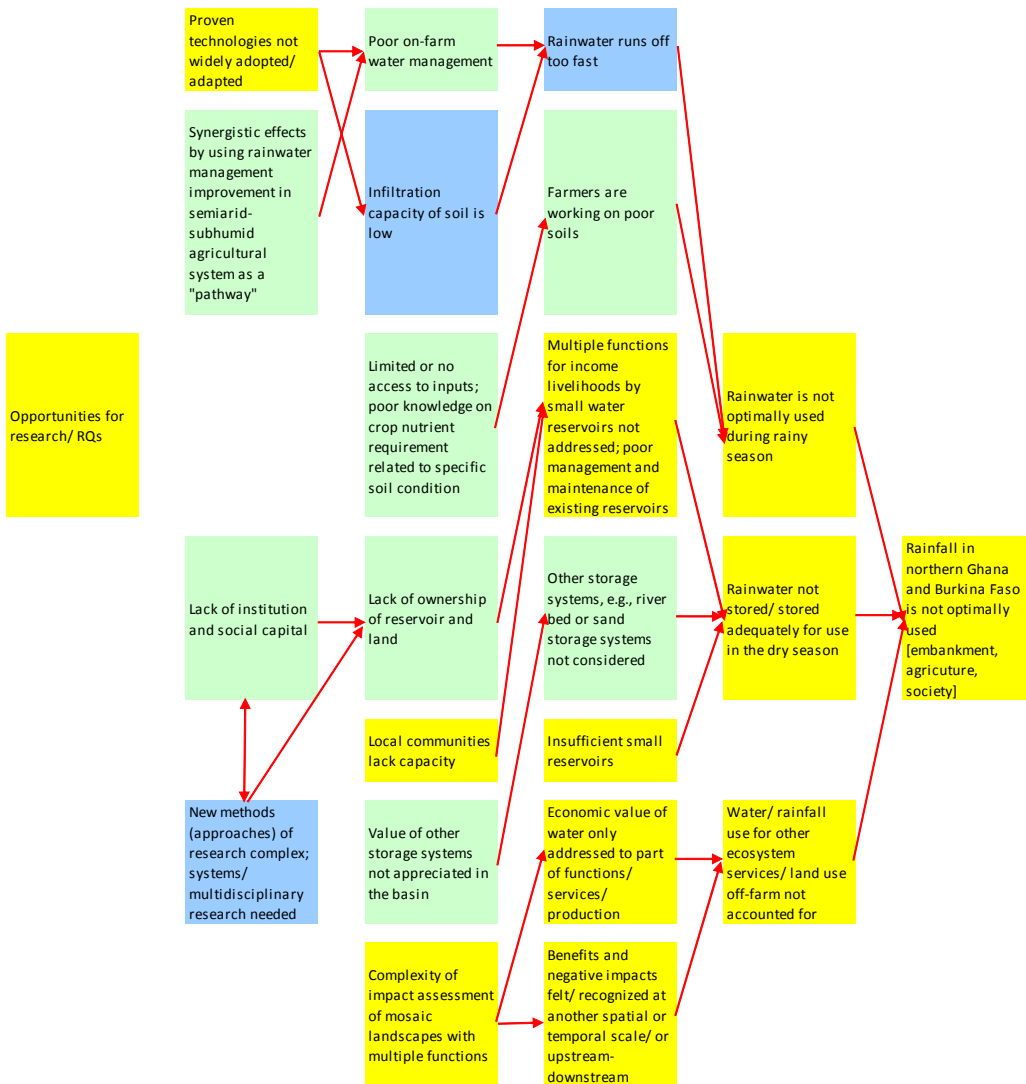 Proven
technologies not
widely adopted/
adapted
Poor on-farm
water management
Rainwater runs off
too fast
Synergistic effects
by using rainwater
management
improvement in
semiarid-
subhumid
agricultural
system as a
"pathway"
Infiltration
capacity of soil is
low
Farmers are
working on poor
soils
Opportunities for
research/ RQs
Limited or no
access to inputs;
poor knowledge on
crop nutrient
requirement
related to specific
soil condition
Multiple functions
for income
livelihoods by
small water
reservoirs not
addressed; poor
management and
maintenance of
existing reservoirs
Rainwater is not
optimally used
during rainy
season
Lack of institution
and social capital
Lack of ownership
of reservoir and
land
Other storage
systems, e.g., river
bed or sand
storage systems
not considered
Rainwater not
stored/ stored
adequately for use
in the dry season
Rainfall in
northern Ghana
and Burkina Faso
is not optimally
used
[embankment,
agricuture,
society]
Local communities
lack capacity
Insufficient small
reservoirs
New methods
(approaches) of
research complex;
systems/
multidisciplinary
research needed
Value of other
storage systems
not appreciated in
the basin
Economic value of
water only
addressed to part
of functions/
services/
production
Water/ rainfall
use for other
ecosystem
services/ land use
off-farm not
accounted for
Complexity of
impact assessment
of mosaic
landscapes with
multiple functions
Benefits and
negative impacts
felt/ recognized at
another spatial or
temporal scale/ or
upstream-
downstream